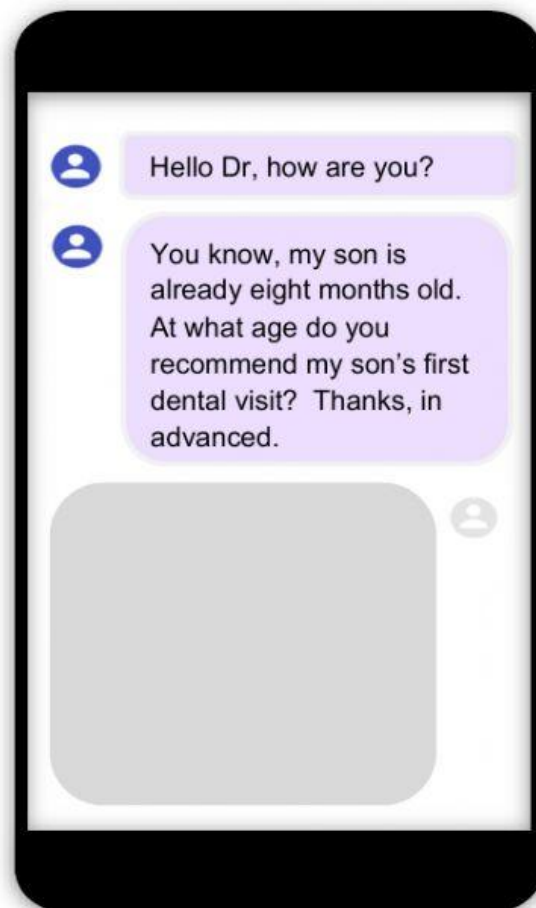 Hello Dr, how are you?
You know, my son is
already eight months old.
At what age do you
recommend my son's first
dental visit?  Thanks, in
advanced.